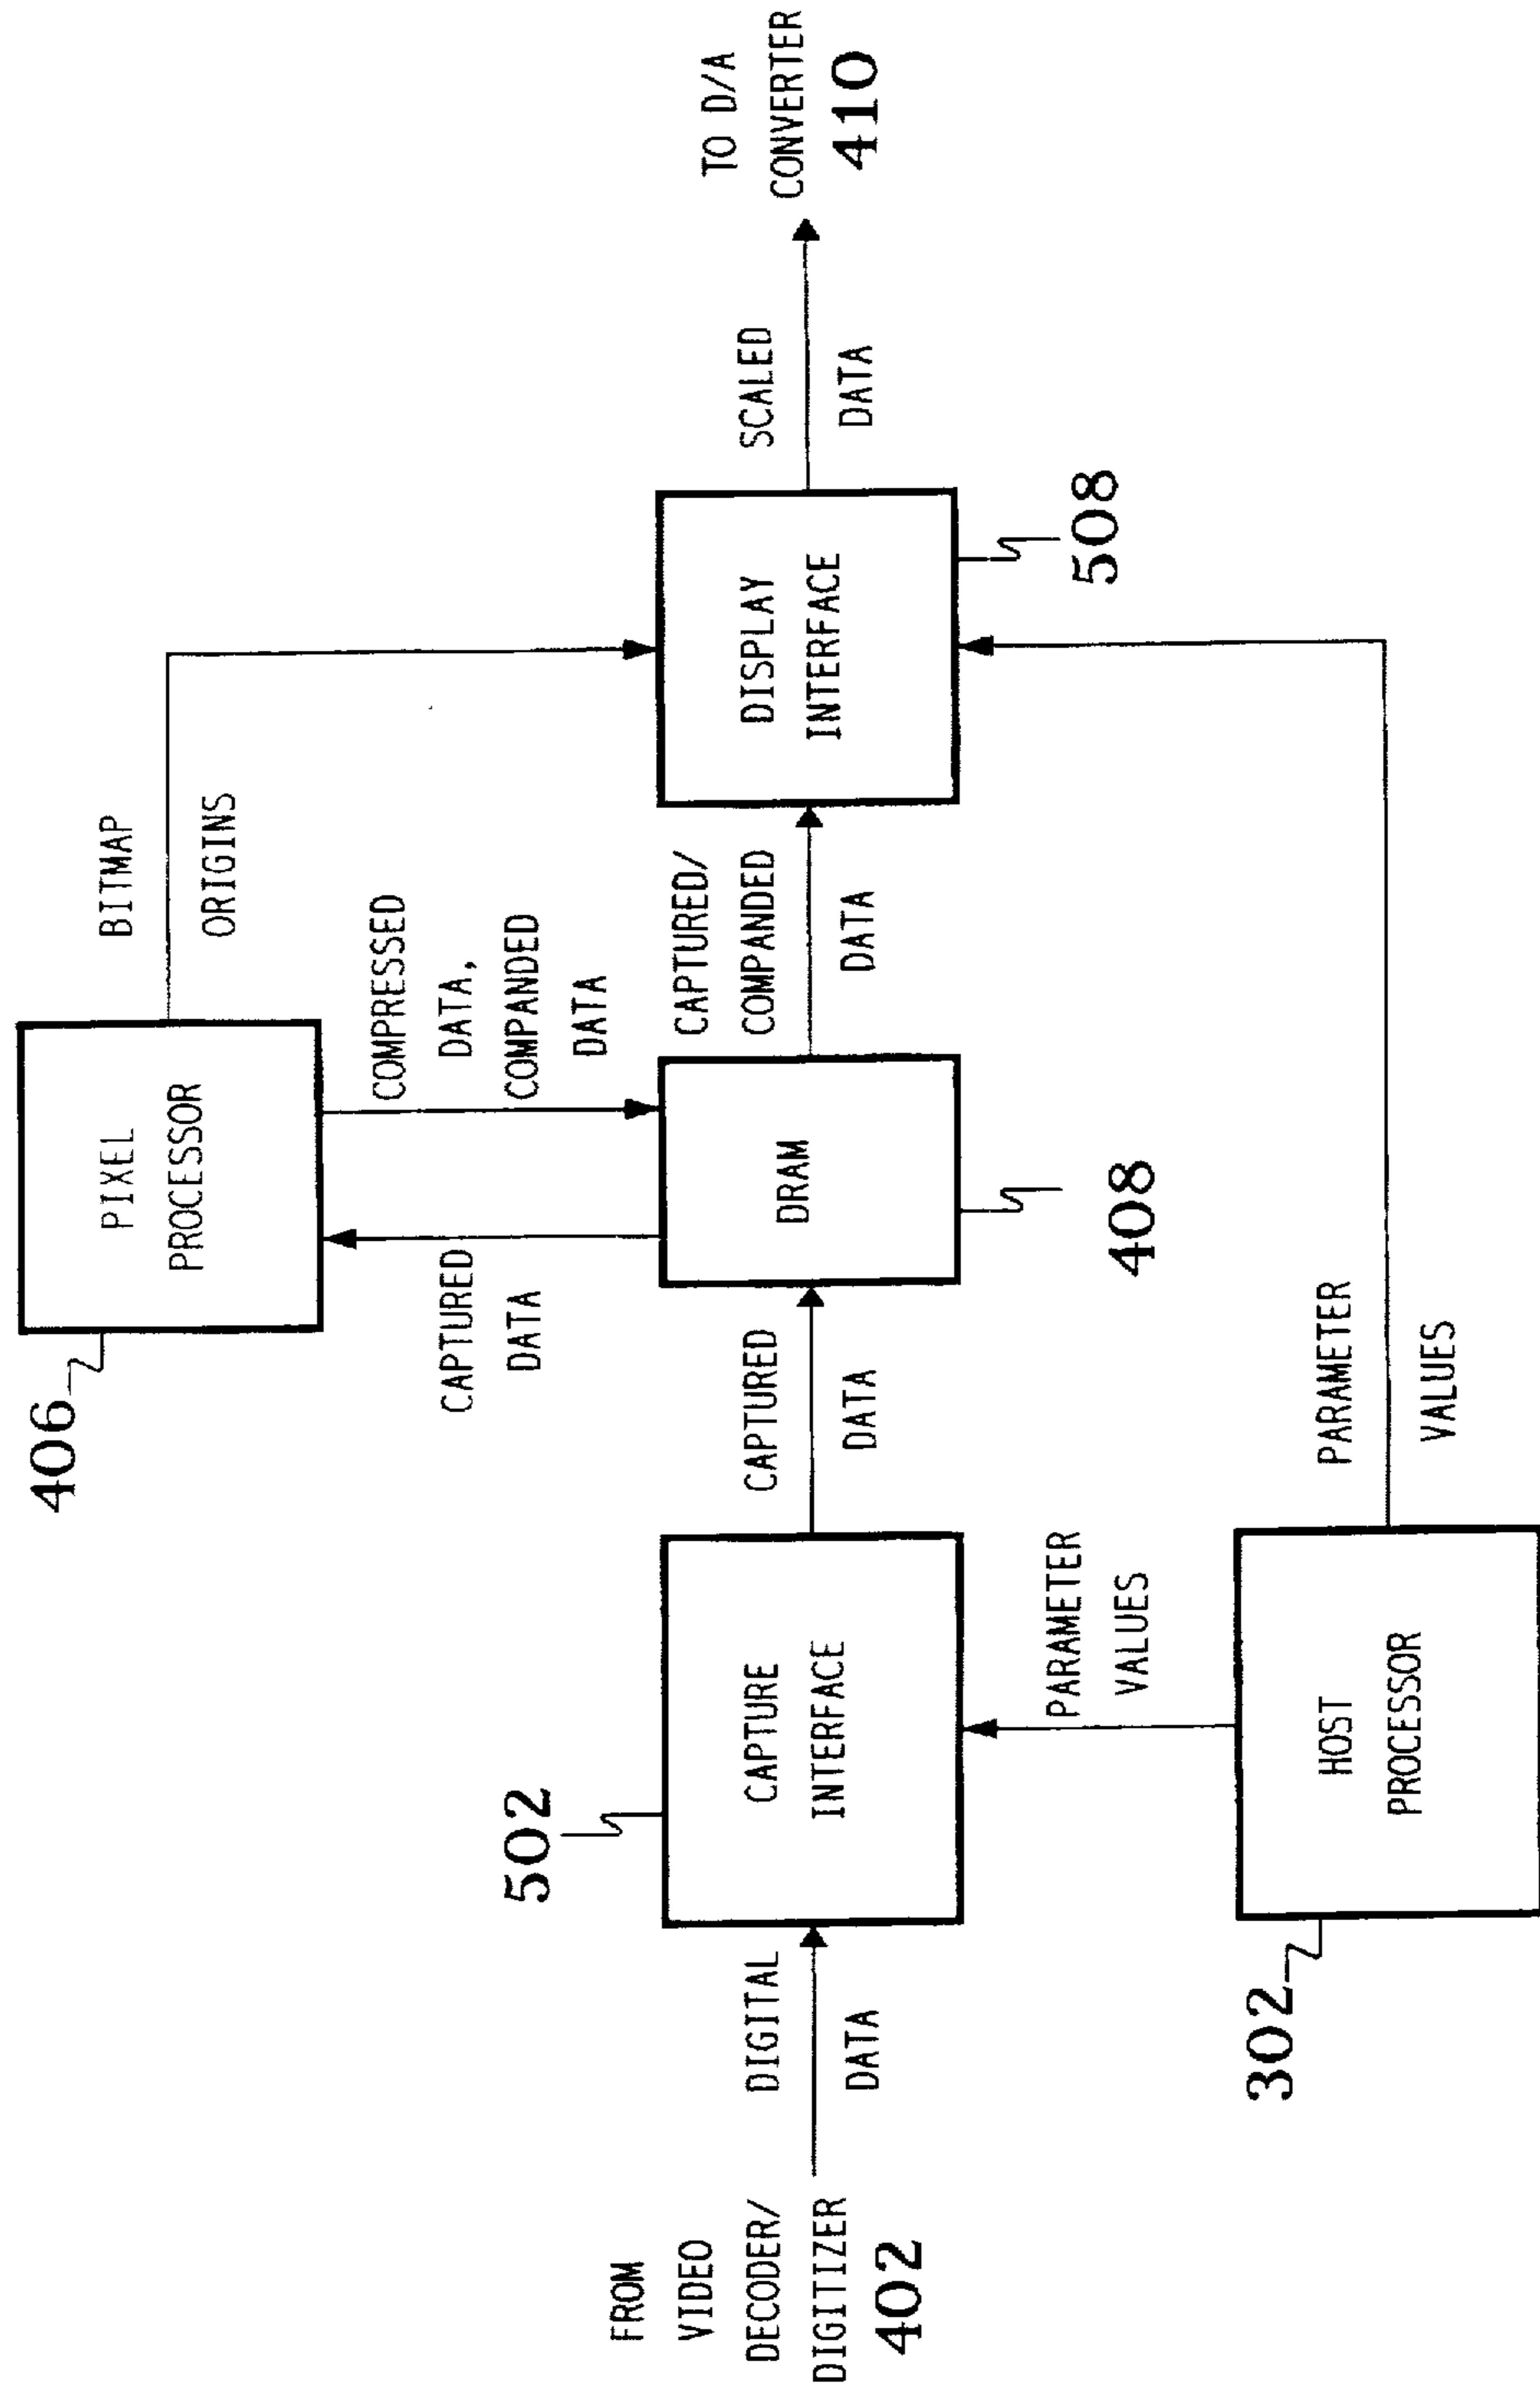 406
PIXEL
PROCESSOR
BITMAP
ORIGINS
CAPTURED
DATA
COMPRESSED
DATA,
COMPANDED
DATA
FROM
VIDEO
DECODER/
DIGITIZER
402
DIGITAL
DATA
502
CAPTURE
INTERFACE
CAPTURED
DATA
DRAM
408
CAPTURED/
COMPANDED
DATA
DISPLAY
INTERFACE
508
SCALED
DATA
TO D/A
CONVERTER
410
PARAMETER
VALUES
302
HOST
PROCESSOR
PARAMETER
VALUES